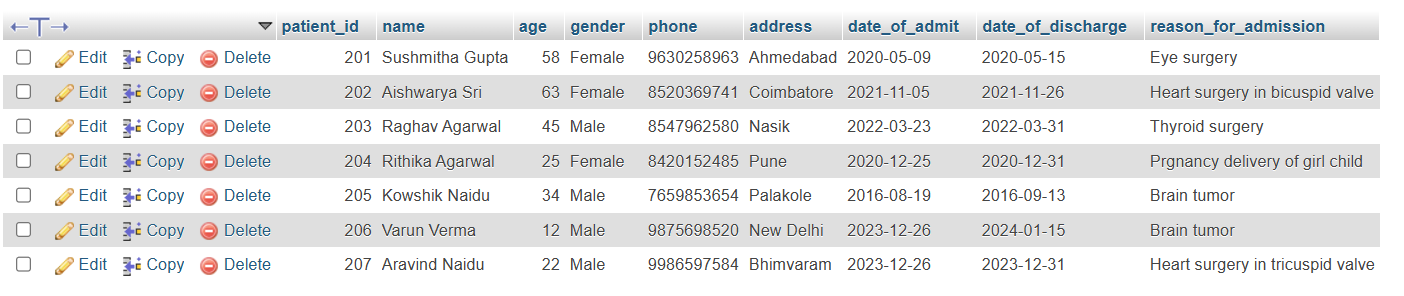 patient_id name age gender phone address date_of_admit date_of_discharge reason_for_admission
Edit Copy Delete 201 Sushmitha Gupta 58 Female 9630258963 Ahmedabad 2020-05-09 2020-05-15 Eye surgery
Edit Copy Delete 202 Aishwarya Sri 63 Female 8520369741 Coimbatore 2021-11-05 2021-11-26 Heart surgery in bicuspid valve
Edit Copy Delete 203 Raghav Agarwal 45 Male 8547962580 Nasik 2022-03-23 2022-03-31 Thyroid surgery
Edit Copy Delete 204 Rithika Agarwal 25 Female 8420152485 Pune 2020-12-25 2020-12-31 Prgnancy delivery of girl child
Edit Copy Delete 205 Kowshik Naidu 34 Male 7659853654 Palakole 2016-08-19 2016-09-13 Brain tumor
Edit Copy Delete 206 Varun Verma 12 Male 9875698520 New Delhi 2023-12-26 2024-01-15 Brain tumor
Edit Copy Delete 207 Aravind Naidu 22 Male 9986597584 Bhimvaram 2023-12-26 2023-12-31 Heart surgery in tricuspid valve